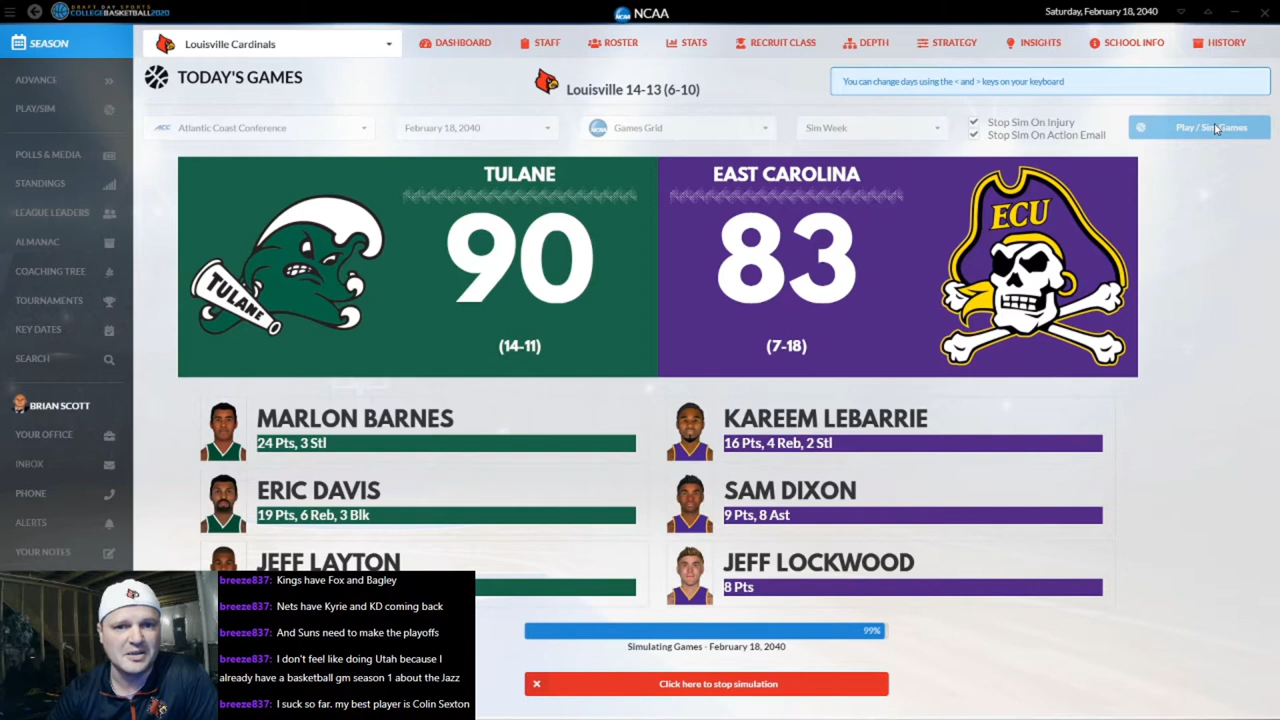 DRAFT DAY SPORTS
COLLEGE BASKETBALL 2020
NCAA
Saturday, February 18, 2040
SEASON
Louisville Cardinals
DASHBOARD
STAFF
ROSTER
STATS
RECRUIT CLASS
DEPTH
STRATEGY
INSIGHTS
SCHOOL INFO
HISTORY
ADVANCE
PLAY/SIM
POLLS & MEDIA
STANDINGS
LEAGUE LEADERS
ALMANAC
COACHING TREE
TOURNAMENTS
KEY DATES
SEARCH
BRIAN SCOTT
YOUR OFFICE
INBOX
PHONE
ALERTS
YOUR NOTES
TODAY'S GAMES
Louisville 14-13 (6-10)
You can change days using the < and > keys on your keyboard
ACC Atlantic Coast Conference
February 18, 2040
NCAA Games Grid
Sim Week
Stop Sim On Injury
Stop Sim On Action Email
Play / Sim Games
TULANE
90
(14-11)
TULANE
EAST CAROLINA
83
(7-18)
ECU
MARLON BARNES
24 Pts, 3 Stl
KAREEM LEBARRIE
16 Pts, 4 Reb, 2 Stl
ERIC DAVIS
19 Pts, 6 Reb, 3 Blk
SAM DIXON
9 Pts, 8 Ast
JEFF LAYTON
JEFF LOCKWOOD
8 Pts
99%
Simulating Games - February 18, 2040
Click here to stop simulation
breeze837: Kings have Fox and Bagley
breeze837: Nets have Kyrie and KD coming back
breeze837: And Suns need to make the playoffs
breeze837: I don't feel like doing Utah because I
already have a basketball gm season 1 about the Jazz
breeze837: I suck so far. my best player is Colin Sexton